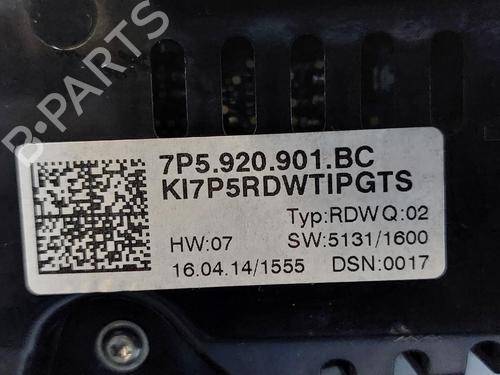 B-PARTS
7P5.920.901.BC
KI7P5RDWTIPGTS
Typ:RDW Q:02
HW:07 SW:5131/1600
16.04.14/1555 DSN:0017